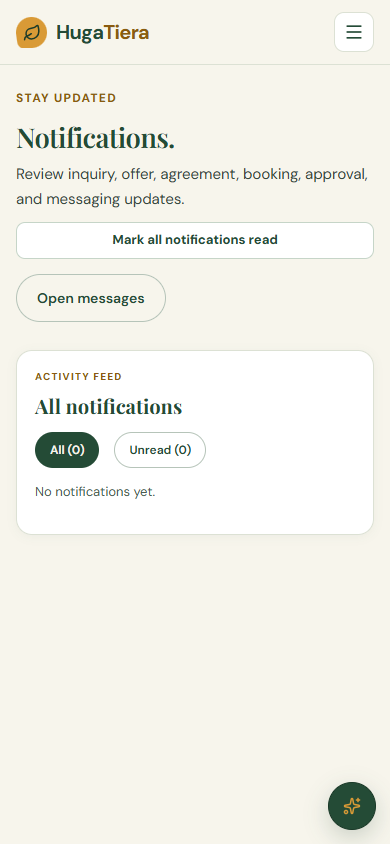 HugaTiera
STAY UPDATED
Notifications.
Review inquiry, offer, agreement, booking, approval,
and messaging updates.
Mark all notifications read
Open messages
ACTIVITY FEED
All notifications
All (0)
Unread (0)
No notifications yet.